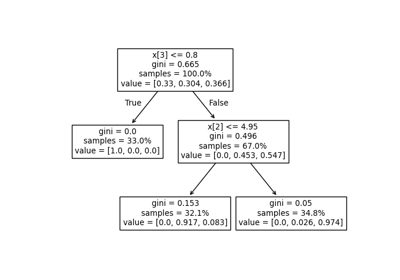 x[3] <= 0.8
gini = 0.665
samples = 100.0%
value = [0.33, 0.304, 0.366]
True
False
gini = 0.0
samples = 33.0%
value = [1.0, 0.0, 0.0]
x[2] <= 4.95
gini = 0.496
samples = 67.0%
value = [0.0, 0.453, 0.547]
gini = 0.153
samples = 32.1%
value = [0.0, 0.917, 0.083]
gini = 0.05
samples = 34.8%
value = [0.0, 0.026, 0.974]